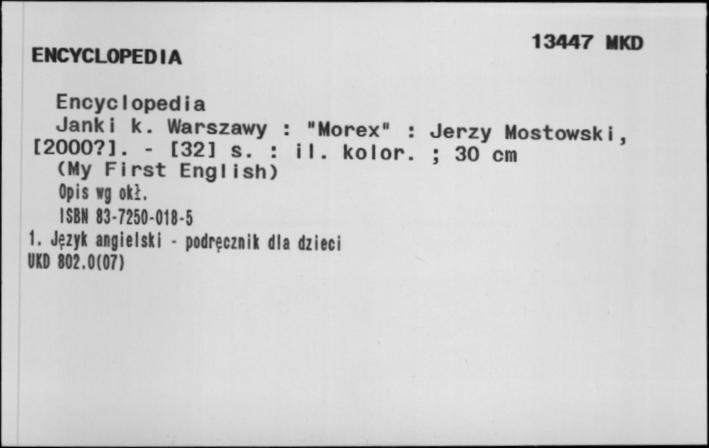 13447 MKD
ENCYCLOPEDIA
Encyclopedia
Janki k. Warszawy : "Morex" : Jerzy Mostowski,
[2000?]. - [32] s. : il. kolor. ; 30 cm
(My First English)
Opis wg okł.
ISBN 83-7250-018-5
1. Język angielski - podręcznik dla dzieci
UKD 802.0(07)